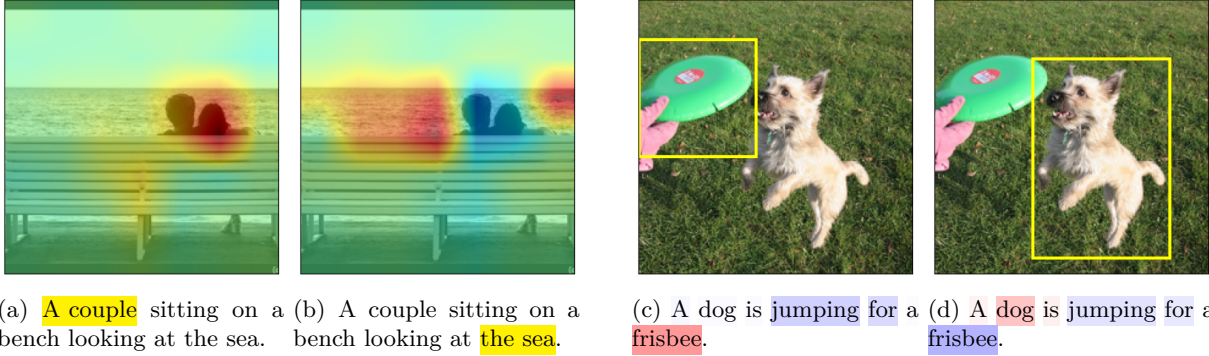 (a) A couple sitting on a
bench looking at the sea.
(b) A couple sitting on a
bench looking at the sea.
(c) A dog is jumping for a
frisbee.
(d) A dog is jumping for a
frisbee.